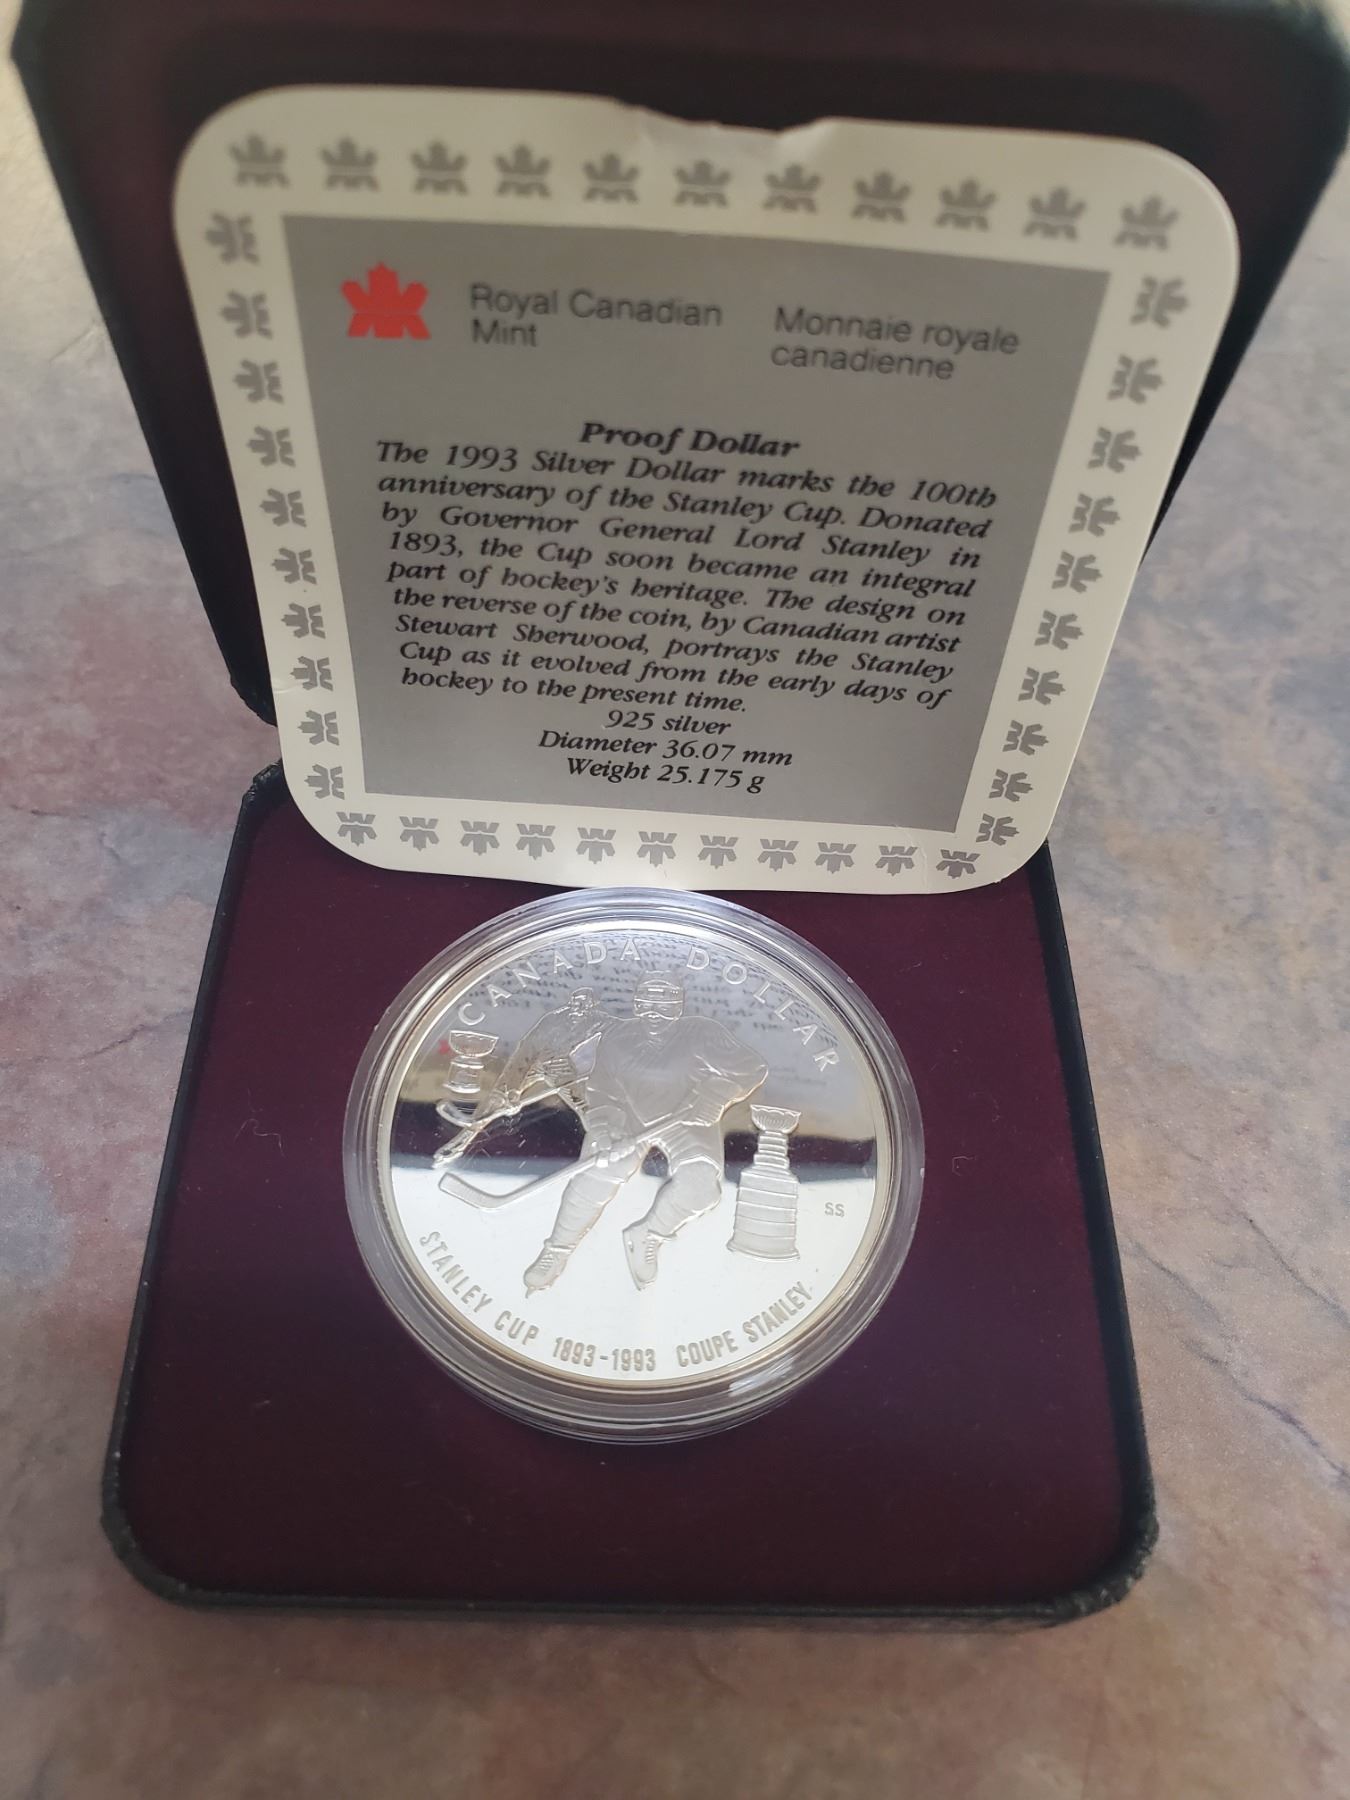 Royal Canadian
Mint
Monnaie royale
canadienne
Proof Dollar
The 1993 Silver Dollar marks the 100th
anniversary of the Stanley Cup. Donated
by Governor General Lord Stanley in
1893, the Cup soon became an integral
part of hockey's heritage. The design on
the reverse of the coin, by Canadian artist
Stewart Sherwood, portrays the Stanley
Cup as it evolved from the early days of
hockey to the present time.
925 silver
Diameter 36.07 mm
Weight 25.175 g
CANADA DOLLAR
SS
STANLEY CUP 1893-1993 COUPE STANLEY